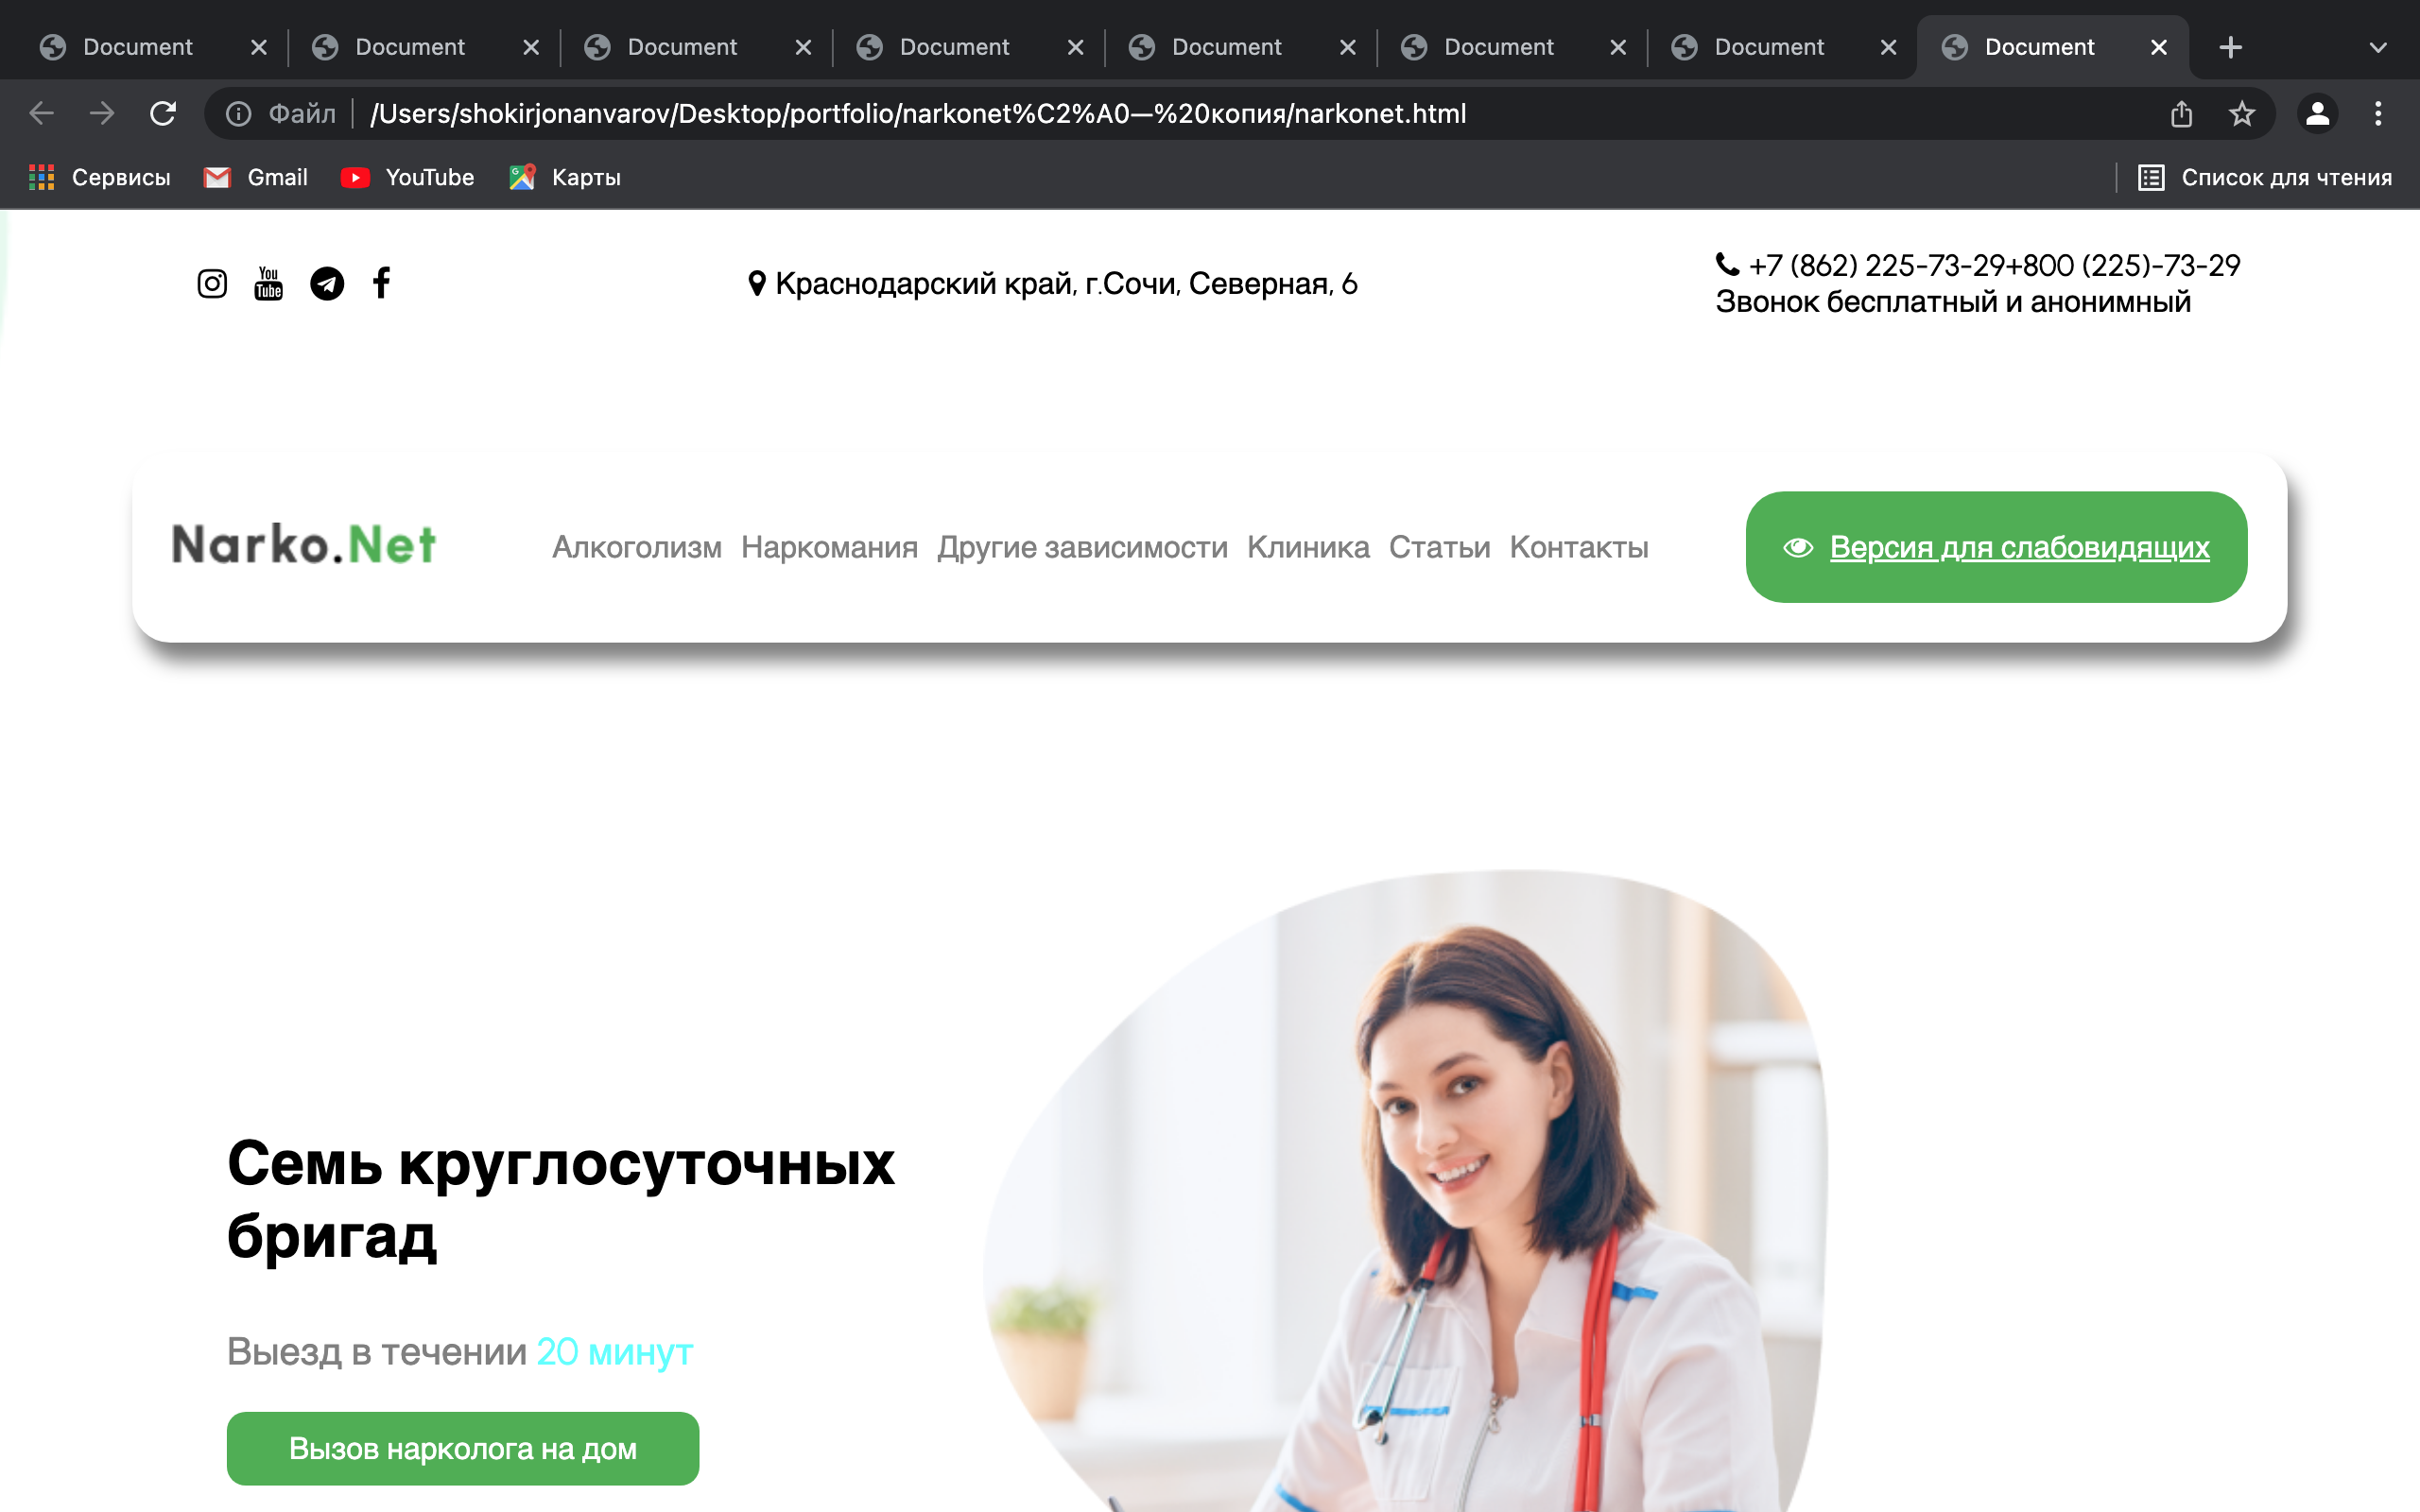 Document Document Document Document Document Document Document Document
Файл /Users/shokirjonanvarov/Desktop/portfolio/narkonet%C2%A0—%20копия/narkonet.html
Сервисы Gmail YouTube Карты Список для чтения
You
Tube
Краснодарский край, г.Сочи, Северная, 6
+7 (862) 225-73-29+800 (225)-73-29
Звонок бесплатный и анонимный
Narko.Net
Алкоголизм Наркомания Другие зависимости Клиника Статьи Контакты
Версия для слабовидящих
Семь круглосуточных
бригад
Выезд в течении 20 минут
Вызов нарколога на дом